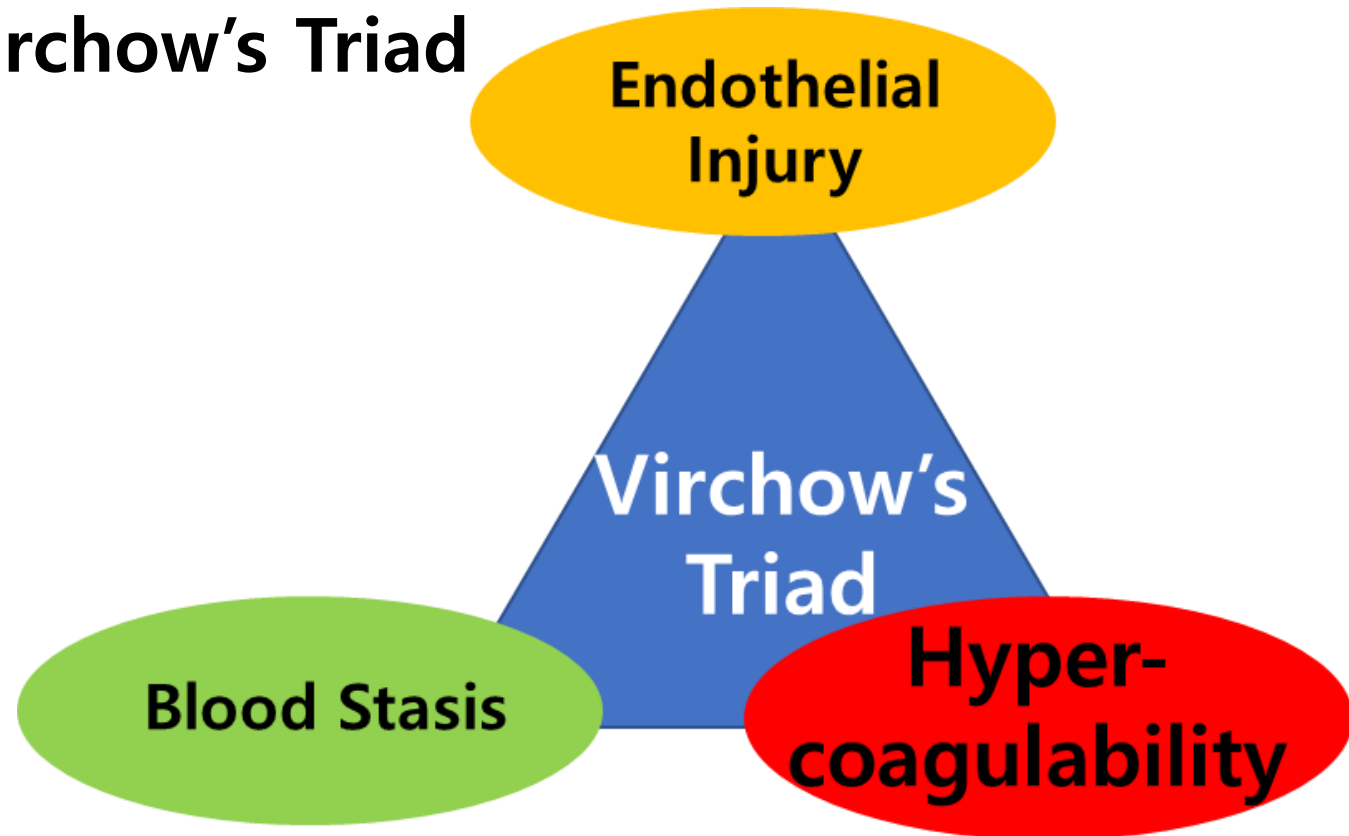 rchow’s Triad
Endothelial
Injury
Virchow’s
Triad
Blood Stasis
Hyper-
coagulability